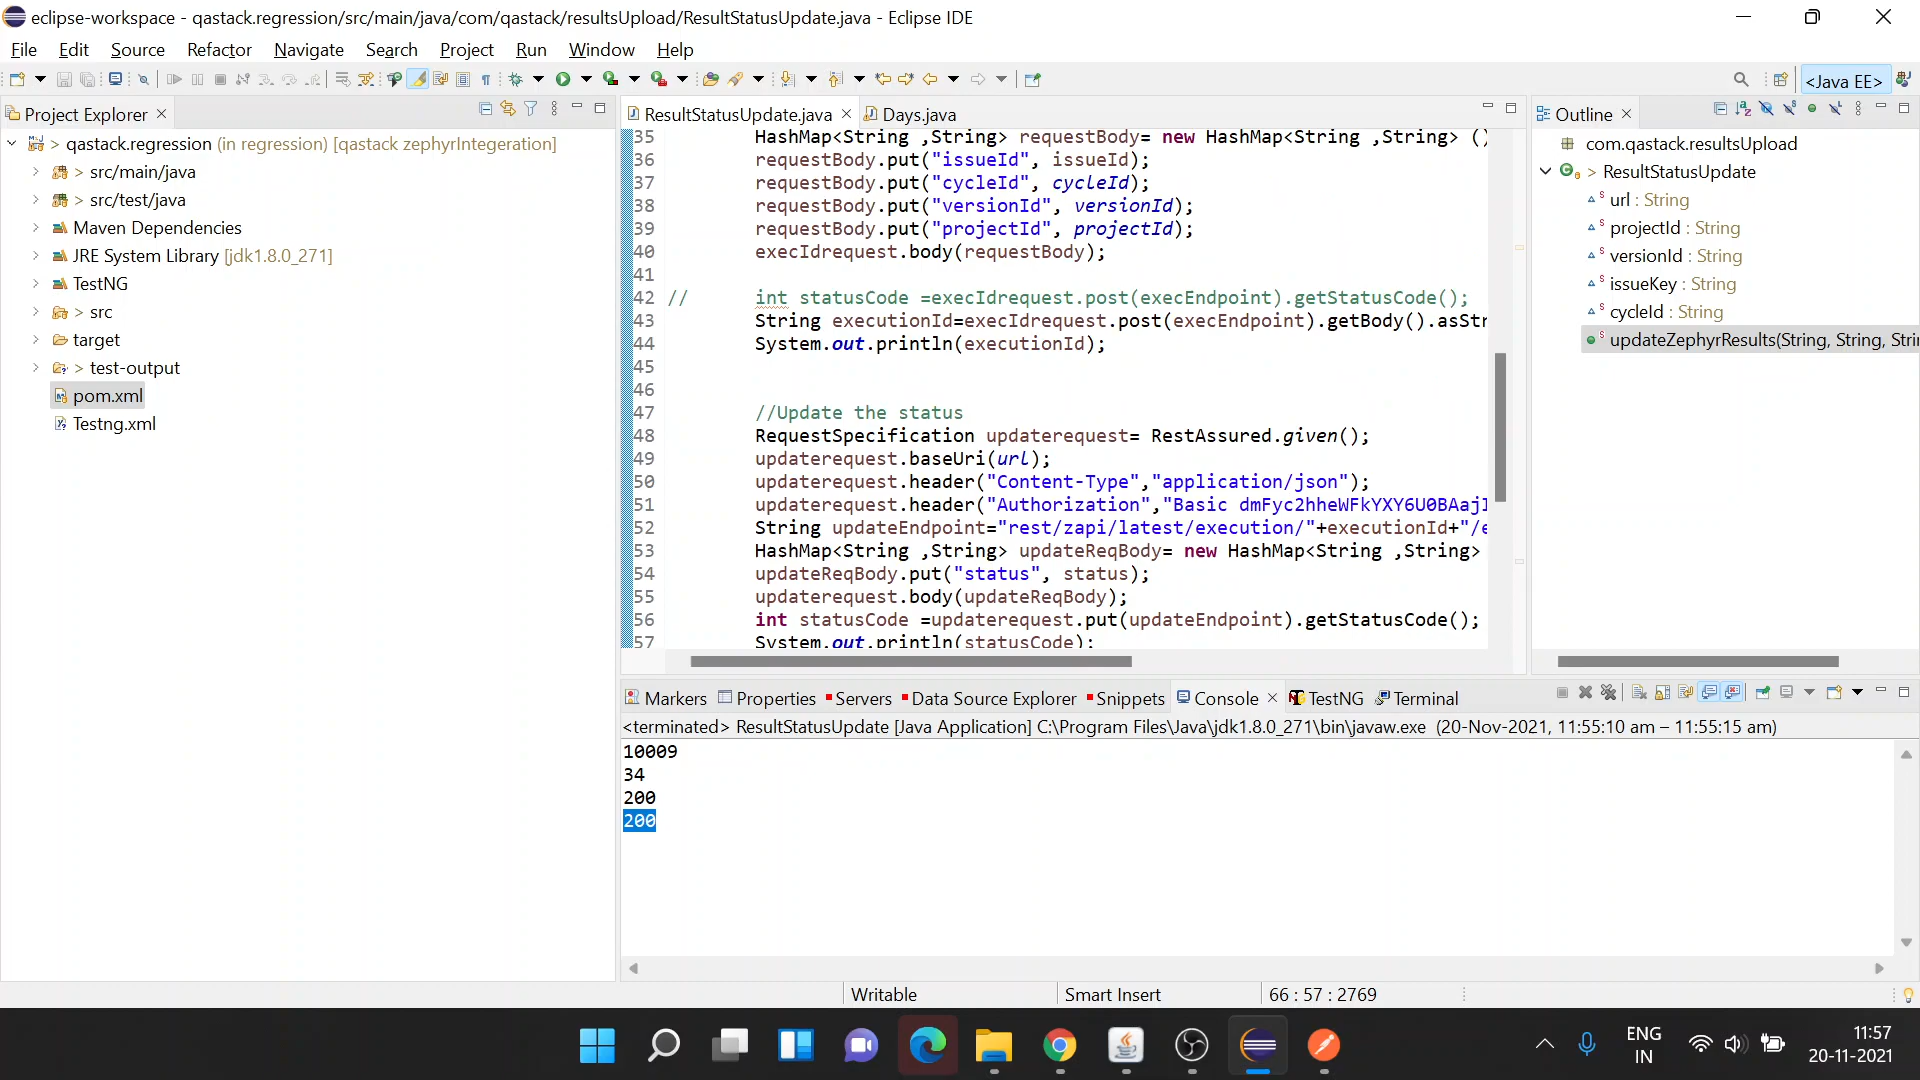 eclipse-workspace - qastack.regression/src/main/java/com/qastack/resultsUpload/ResultStatusUpdate.java - Eclipse IDE
File Edit Source Refactor Navigate Search Project Run Window Help
<Java EE>
Project Explorer
qastack.regression (in regression) [qastack zephyrIntegeration]
> src/main/java
> src/test/java
Maven Dependencies
JRE System Library [jdk1.8.0_271]
TestNG
> src
target
> test-output
pom.xml
Testng.xml
ResultStatusUpdate.java Days.java
35 HashMap<String ,String> requestBody= new HashMap<String ,String> ()
36 requestBody.put("issueId", issueId);
37 requestBody.put("cycleId", cycleId);
38 requestBody.put("versionId", versionId);
39 requestBody.put("projectId", projectId);
40 execIdrequest.body(requestBody);
41
42 // int statusCode =execIdrequest.post(execEndpoint).getStatusCode();
43 String executionId=execIdrequest.post(execEndpoint).getBody().asStr
44 System.out.println(executionId);
45
46
47 //Update the status
48 RequestSpecification updaterequest= RestAssured.given();
49 updaterequest.baseUri(url);
50 updaterequest.header("Content-Type","application/json");
51 updaterequest.header("Authorization","Basic dmFyc2hheWFkYXY6U0BAaj
52 String updateEndpoint="rest/zapi/latest/execution/"+executionId+"/e
53 HashMap<String ,String> updateReqBody= new HashMap<String ,String>
54 updateReqBody.put("status", status);
55 updaterequest.body(updateReqBody);
56 int statusCode =updaterequest.put(updateEndpoint).getStatusCode();
57 System.out.println(statusCode);
Outline
com.qastack.resultsUpload
> ResultStatusUpdate
url : String
projectId : String
versionId : String
issueKey : String
cycleId : String
updateZephyrResults(String, String, Stri
Markers Properties Servers Data Source Explorer Snippets Console TestNG Terminal
<terminated> ResultStatusUpdate [Java Application] C:\Program Files\Java\jdk1.8.0_271\bin\javaw.exe (20-Nov-2021, 11:55:10 am – 11:55:15 am)
10009
34
200
200
Writable Smart Insert 66 : 57 : 2769
ENG
IN
11:57
20-11-2021